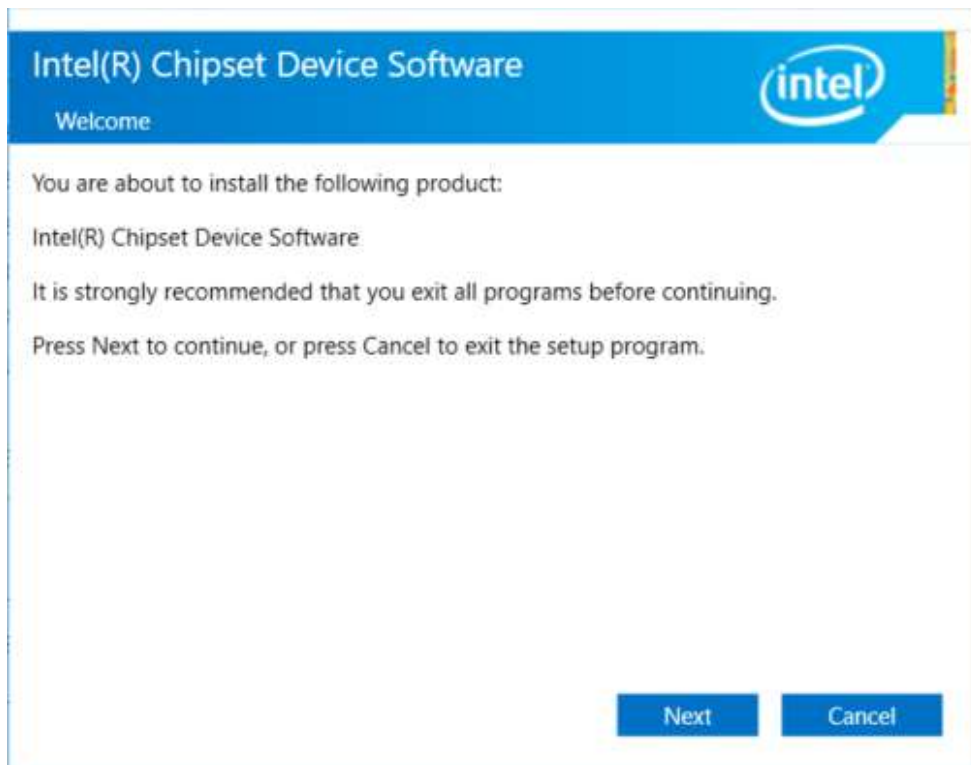 Intel(R) Chipset Device Software
intel
Welcome
You are about to install the following product:
Intel(R) Chipset Device Software
It is strongly recommended that you exit all programs before continuing.
Press Next to continue, or press Cancel to exit the setup program.
Next
Cancel